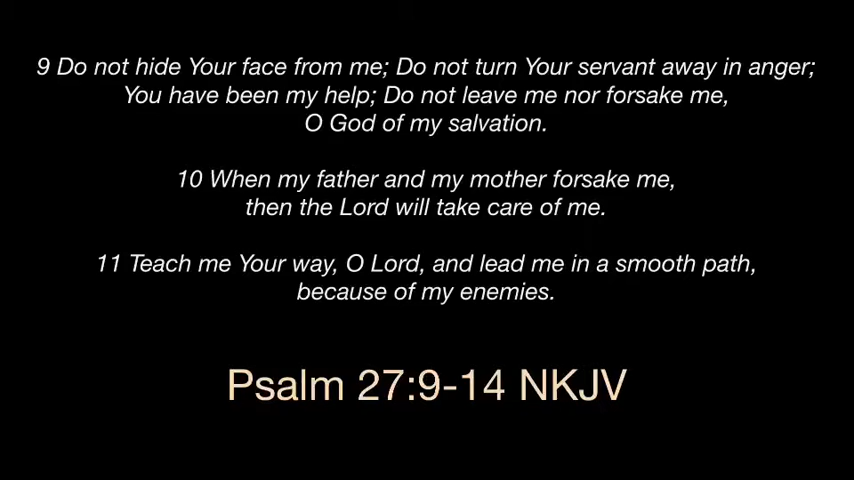 9 Do not hide Your face from me; Do not turn Your servant away in anger;
You have been my help; Do not leave me nor forsake me,
O God of my salvation.
10 When my father and my mother forsake me,
then the Lord will take care of me.
11 Teach me Your way, O Lord, and lead me in a smooth path,
because of my enemies.
Psalm 27:9-14 NKJV